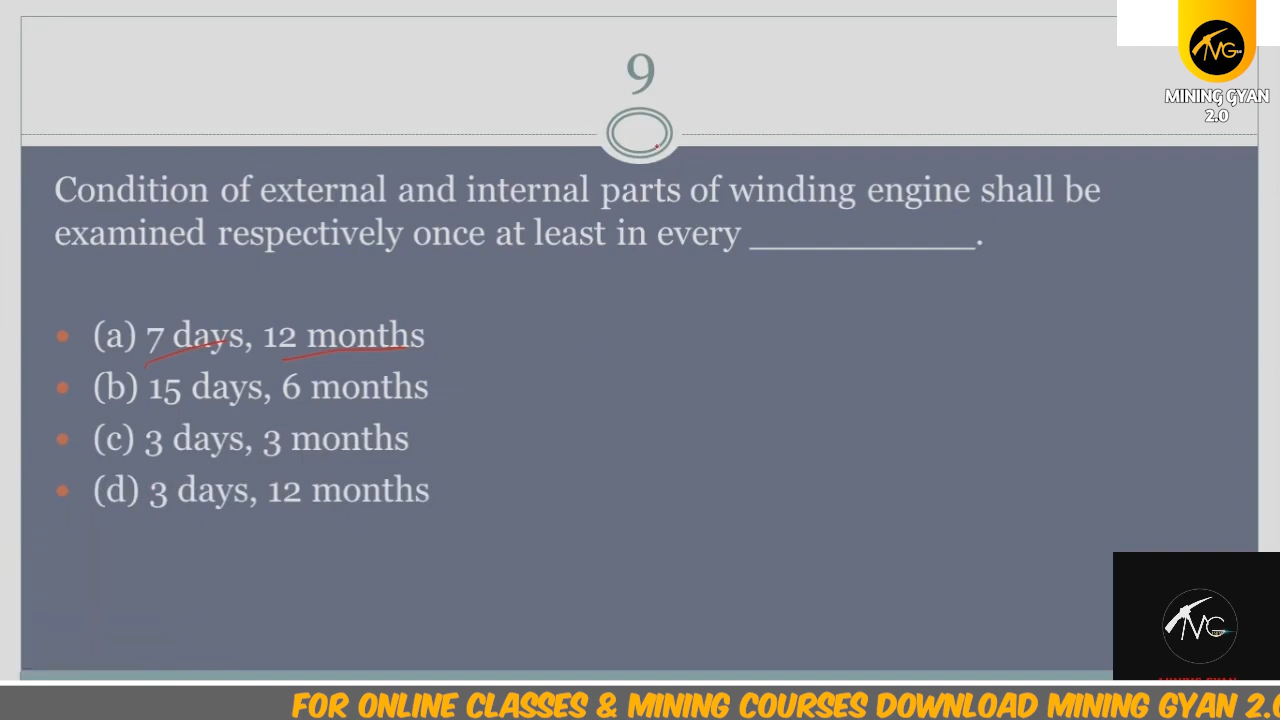 9
MINING GYAN
2.0
Condition of external and internal parts of winding engine shall be
examined respectively once at least in every ____________.
• (a) 7 days, 12 months
• (b) 15 days, 6 months
• (c) 3 days, 3 months
• (d) 3 days, 12 months
FOR ONLINE CLASSES & MINING COURSES DOWNLOAD MINING GYAN 2.0